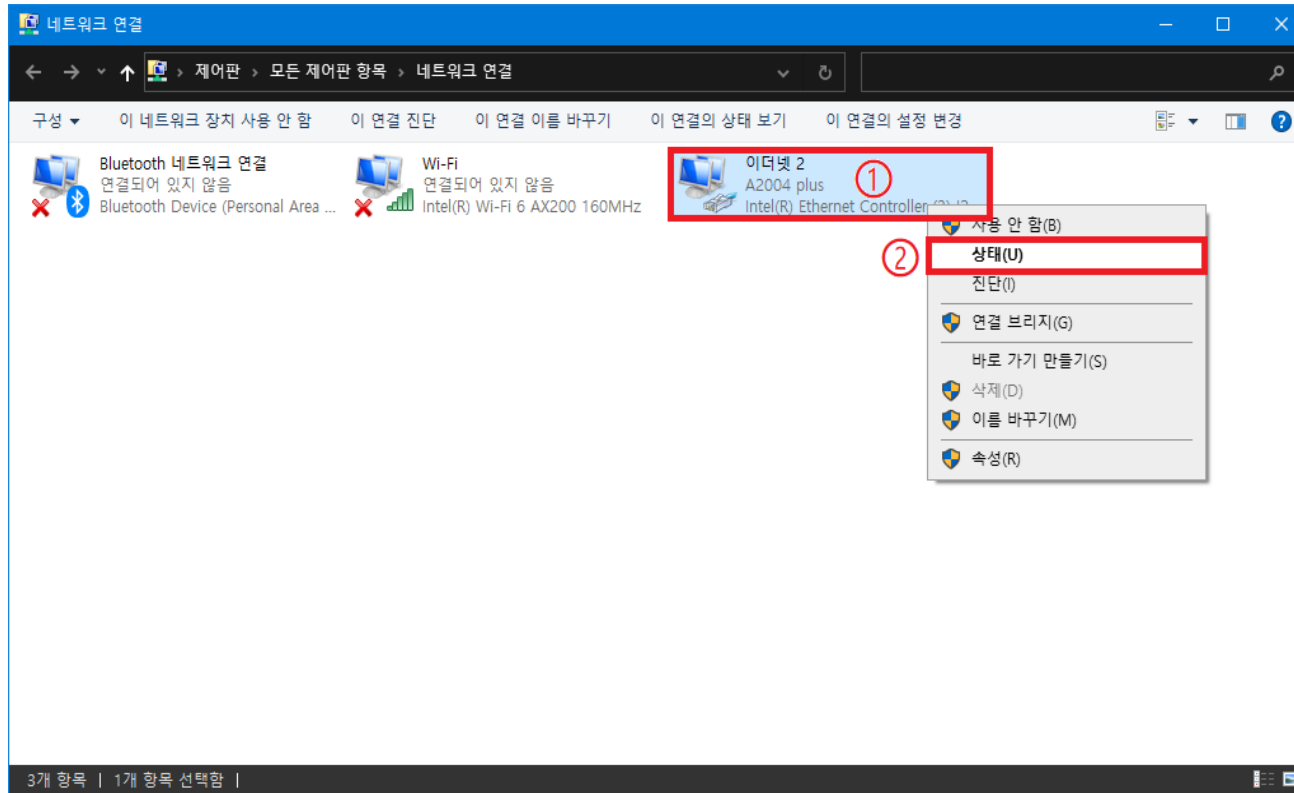 네트워크 연결
제어판 > 모든 제어판 항목 > 네트워크 연결
구성 이 네트워크 장치 사용 안 함 이 연결 진단 이 연결 이름 바꾸기 이 연결의 상태 보기 이 연결의 설정 변경
Bluetooth 네트워크 연결
연결되어 있지 않음
Bluetooth Device (Personal Area ...
Wi-Fi
연결되어 있지 않음
Intel(R) Wi-Fi 6 AX200 160MHz
이더넷 2
A2004 plus
Intel(R) Ethernet Controller
①
②
사용 안 함(B)
상태(U)
진단(I)
연결 브리지(G)
바로 가기 만들기(S)
삭제(D)
이름 바꾸기(M)
속성(R)
3개 항목 | 1개 항목 선택함 |